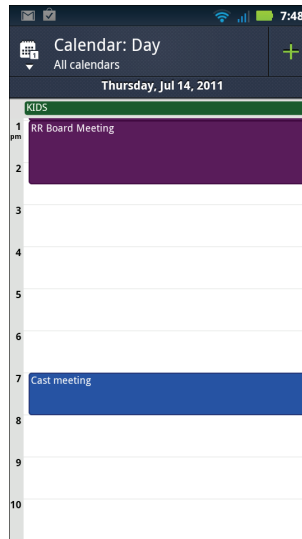 7:48
Calendar: Day
All calendars
Thursday, Jul 14, 2011
KIDS
1 RR Board Meeting
pm
2
3
4
5
6
7 Cast meeting
8
9
10